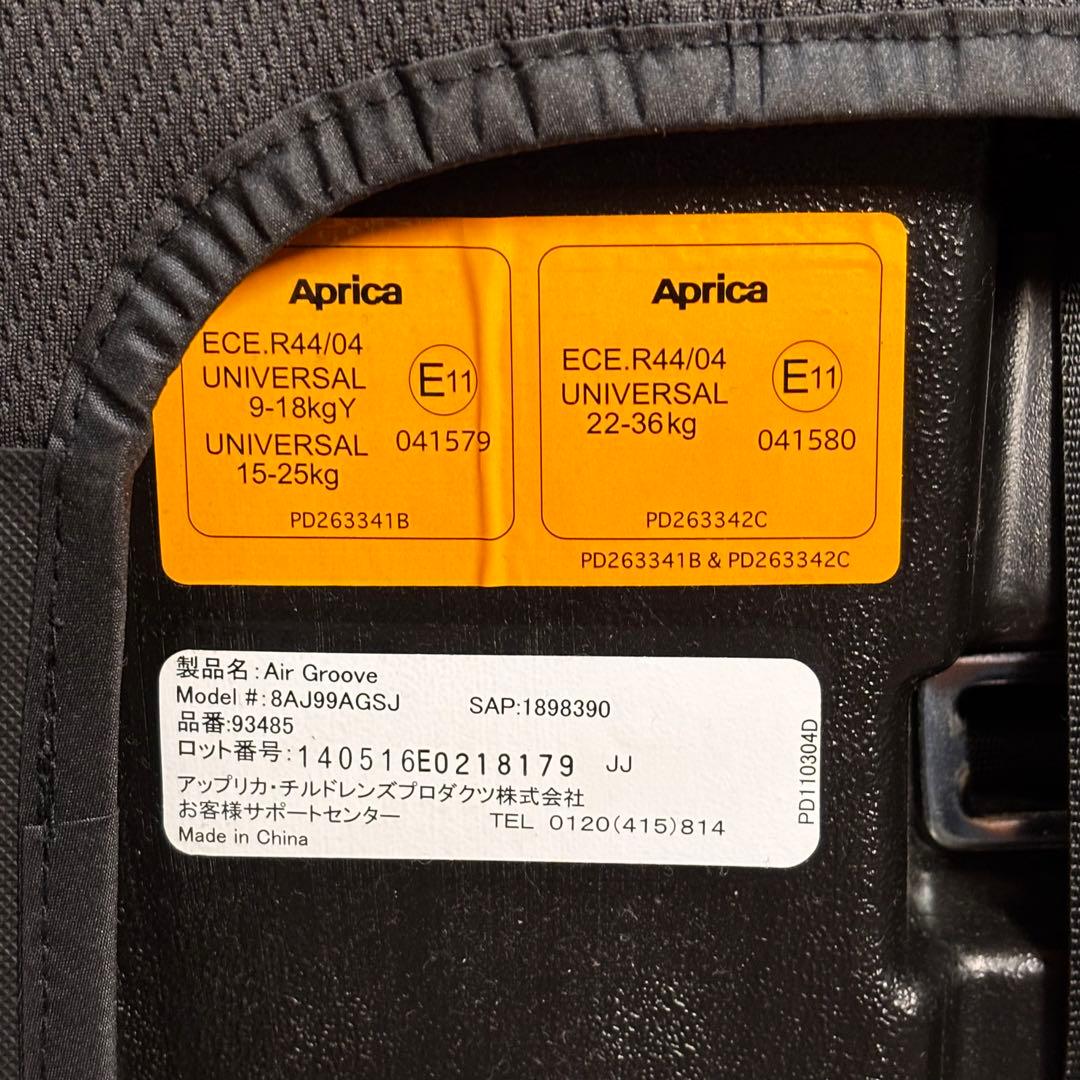 Aprica
ECE.R44/04
UNIVERSAL
9-18kgY
UNIVERSAL
15-25kg
E11
041579
PD263341B
Aprica
ECE.R44/04
UNIVERSAL
22-36kg
E11
041580
PD263342C
PD263341B & PD263342C
製品名:Air Groove
Model #:8AJ99AGSJ SAP:1898390
品番:93485
ロット番号:140516E0218179 JJ
アップリカ・チルドレンズプロダクツ株式会社
お客様サポートセンター TEL 0120(415)814
Made in China
PD110304D